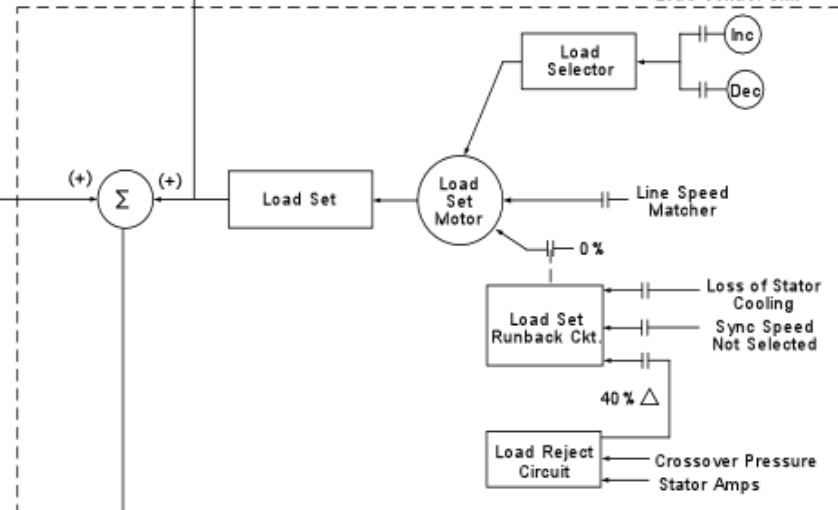 Inc
Load
Selector
Dec
(+)
(+)
Σ
Load Set
Load
Set
Motor
Line Speed
Matcher
0%
Loss of Stator
Cooling
Load Set
Runback Ckt.
Sync Speed
Not Selected
40% △
Load Reject
Circuit
Crossover Pressure
Stator Amps